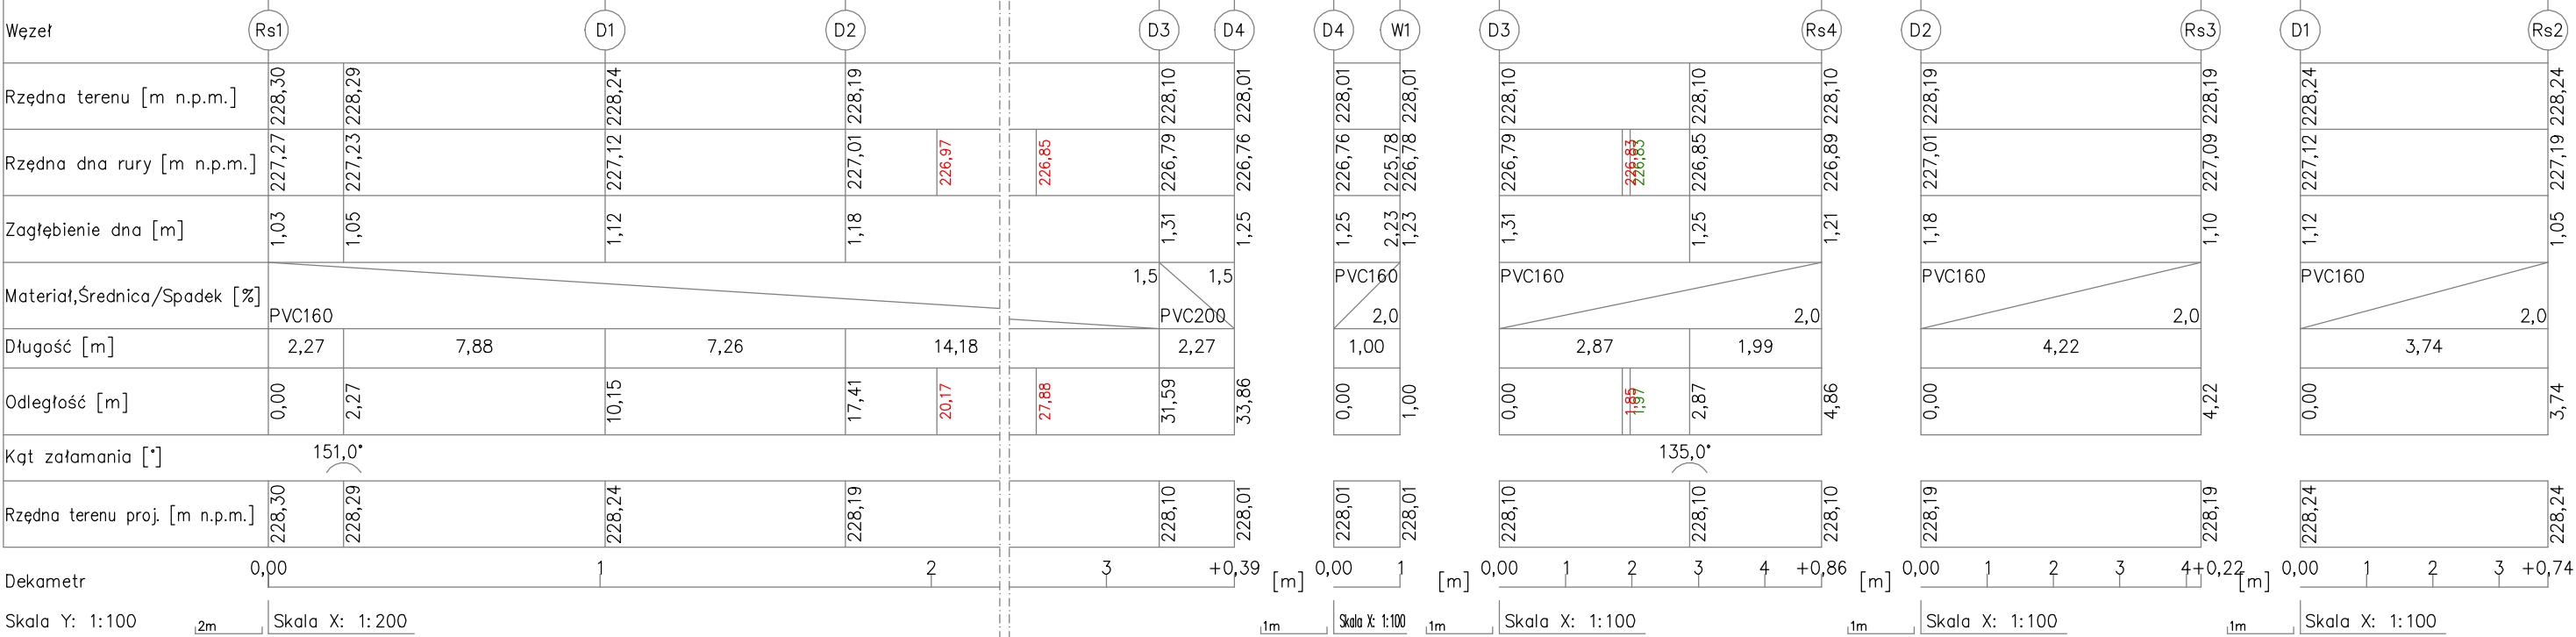 Węzeł Rs1 D1 D2 D3 D4 D4 W1 D3 Rs4 D2 Rs3 D1 Rs2
Rzędna terenu [m n.p.m.] 228,30 228,29 228,24 228,19 228,10 228,01 228,01 228,01 228,10 228,10 228,10 228,19 228,19 228,24 228,24
Rzędna dna rury [m n.p.m.] 227,27 227,23 227,12 227,01 226,97 226,85 226,79 226,76 226,76 225,78 226,78 226,79 226,83 226,83 226,85 226,89 227,01 227,09 227,12 227,19
Zagłębienie dna [m] 1,03 1,05 1,12 1,18 1,31 1,25 1,25 2,23 1,23 1,31 1,25 1,21 1,18 1,10 1,12 1,05
1,5 1,5 PVC160 PVC160 PVC160 PVC160
Materiał,Średnica/Spadek [%]
PVC160 PVC200 2,0 2,0 2,0 2,0
Długość [m] 2,27 7,88 7,26 14,18 2,27 1,00 2,87 1,99 4,22 3,74
Odległość [m] 0,00 2,27 10,15 17,41 20,17 27,88 31,59 33,86 0,00 1,00 0,00 1,85 1,97 2,87 4,86 0,00 4,22 0,00 3,74
Kąt załamania [°] 151,0° 135,0°
Rzędna terenu proj. [m n.p.m.] 228,30 228,29 228,24 228,19 228,10 228,01 228,01 228,01 228,10 228,10 228,10 228,19 228,19 228,24 228,24
Dekametr 0,00 1 2 3 +0,39 [m] 0,00 1 [m] 0,00 1 2 3 4 +0,86 [m] 0,00 1 2 3 4+0,22 [m] 0,00 1 2 3 +0,74
Skala Y: 1:100 2m Skala X: 1:200 1m Skala X: 1:100 1m Skala X: 1:100 1m Skala X: 1:100 1m Skala X: 1:100